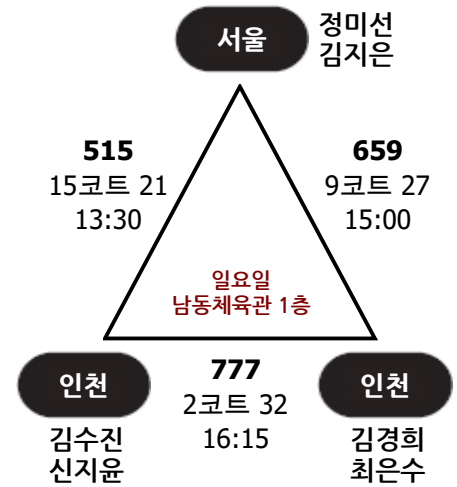 서울
정미선
김지은
515
15코트 21
13:30
659
9코트 27
15:00
일요일
남동체육관 1층
인천
김수진
신지윤
777
2코트 32
16:15
인천
김경희
최은수